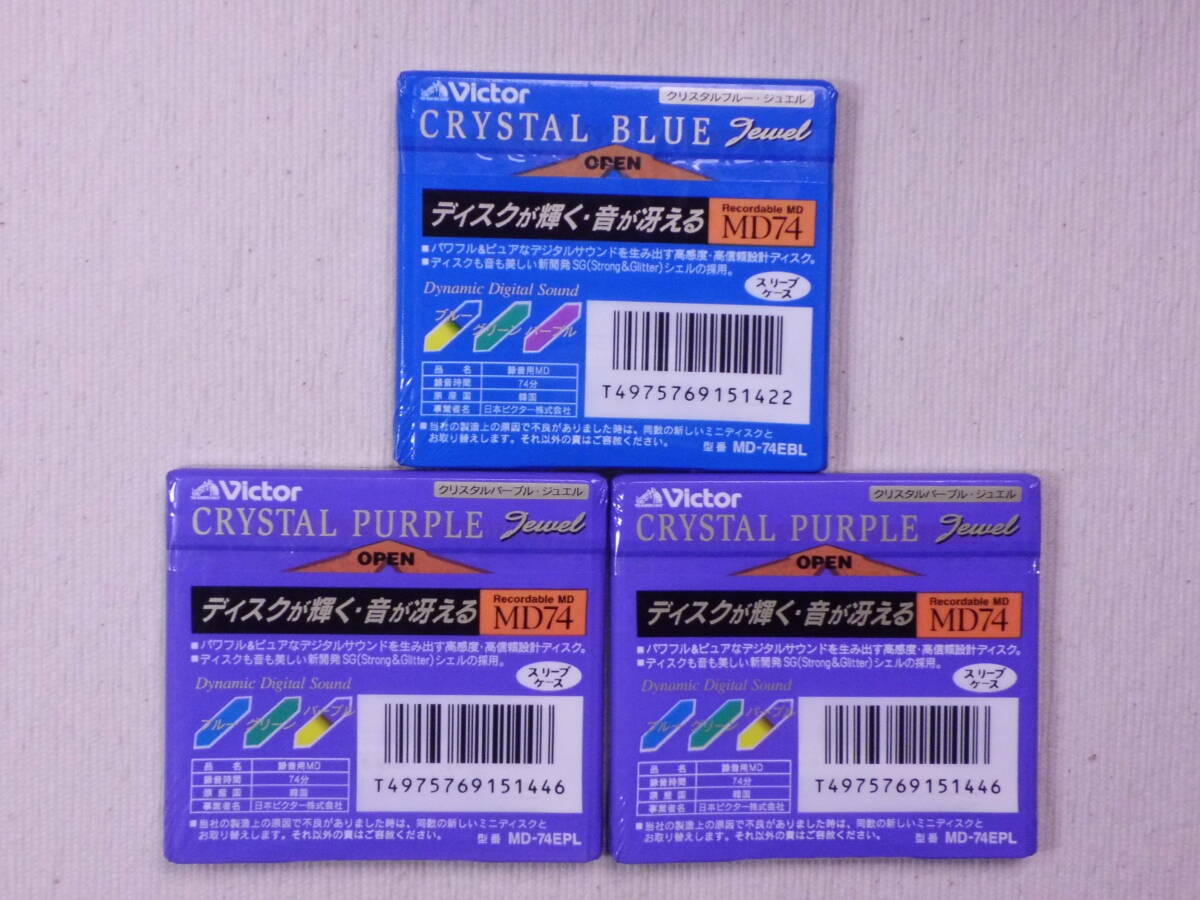 Victor
クリスタルブルー・ジュエル
CRYSTAL BLUE Jewel
OPEN
ディスクが輝く・音が冴える
Recordable MD
MD74
■パワフル&ピュアなデジタルサウンドを生み出す高感度・高信頼設計ディスク。
■ディスクも音も美しい新開発SG(Strong&Glitter)シェルの採用。
Dynamic Digital Sound
スリーブ
ケース
ブルー グリーン パープル
品名 録音用MD
録音時間 74分
原産国 韓国
事業者名 日本ビクター株式会社
T4975769151422
■当社の製造上の原因で不良がありました時は、同数の新しいミニディスクと
お取り替えします。それ以外の責はご容赦ください。
型番 MD-74EBL
Victor
クリスタルパープル・ジュエル
CRYSTAL PURPLE Jewel
OPEN
ディスクが輝く・音が冴える
Recordable MD
MD74
■パワフル&ピュアなデジタルサウンドを生み出す高感度・高信頼設計ディスク。
■ディスクも音も美しい新開発SG(Strong&Glitter)シェルの採用。
Dynamic Digital Sound
スリーブ
ケース
ブルー グリーン パープル
品名 録音用MD
録音時間 74分
原産国 韓国
事業者名 日本ビクター株式会社
T4975769151446
■当社の製造上の原因で不良がありました時は、同数の新しいミニディスクと
お取り替えします。それ以外の責はご容赦ください。
型番 MD-74EPL
Victor
クリスタルパープル・ジュエル
CRYSTAL PURPLE Jewel
OPEN
ディスクが輝く・音が冴える
Recordable MD
MD74
■パワフル&ピュアなデジタルサウンドを生み出す高感度・高信頼設計ディスク。
■ディスクも音も美しい新開発SG(Strong&Glitter)シェルの採用。
Dynamic Digital Sound
スリーブ
ケース
ブルー グリーン パープル
品名 録音用MD
録音時間 74分
原産国 韓国
事業者名 日本ビクター株式会社
T4975769151446
■当社の製造上の原因で不良がありました時は、同数の新しいミニディスクと
お取り替えします。それ以外の責はご容赦ください。
型番 MD-74EPL